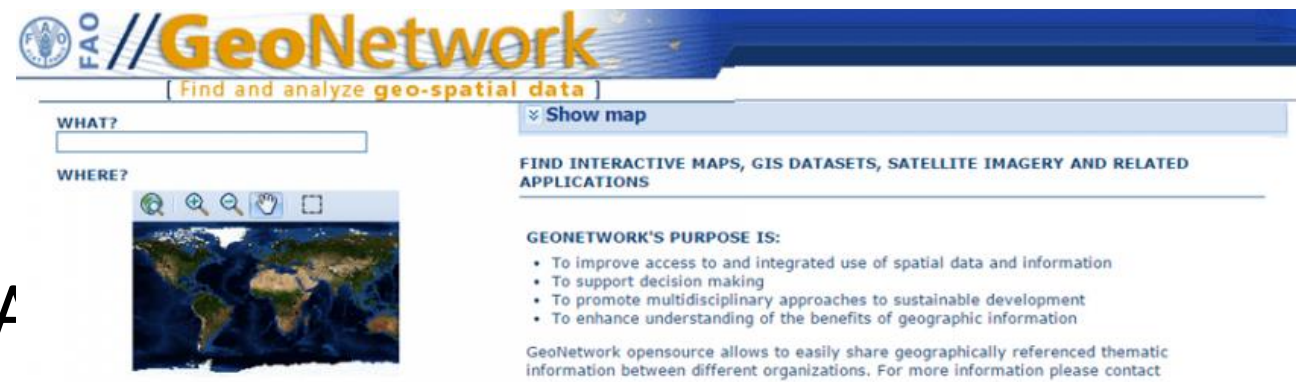 FAO
//GeoNetwork
[ Find and analyze geo-spatial data ]
WHAT?
WHERE?
Show map
FIND INTERACTIVE MAPS, GIS DATASETS, SATELLITE IMAGERY AND RELATED
APPLICATIONS
GEONETWORK'S PURPOSE IS:
• To improve access to and integrated use of spatial data and information
• To support decision making
• To promote multidisciplinary approaches to sustainable development
• To enhance understanding of the benefits of geographic information
GeoNetwork opensource allows to easily share geographically referenced thematic
information between different organizations. For more information please contact